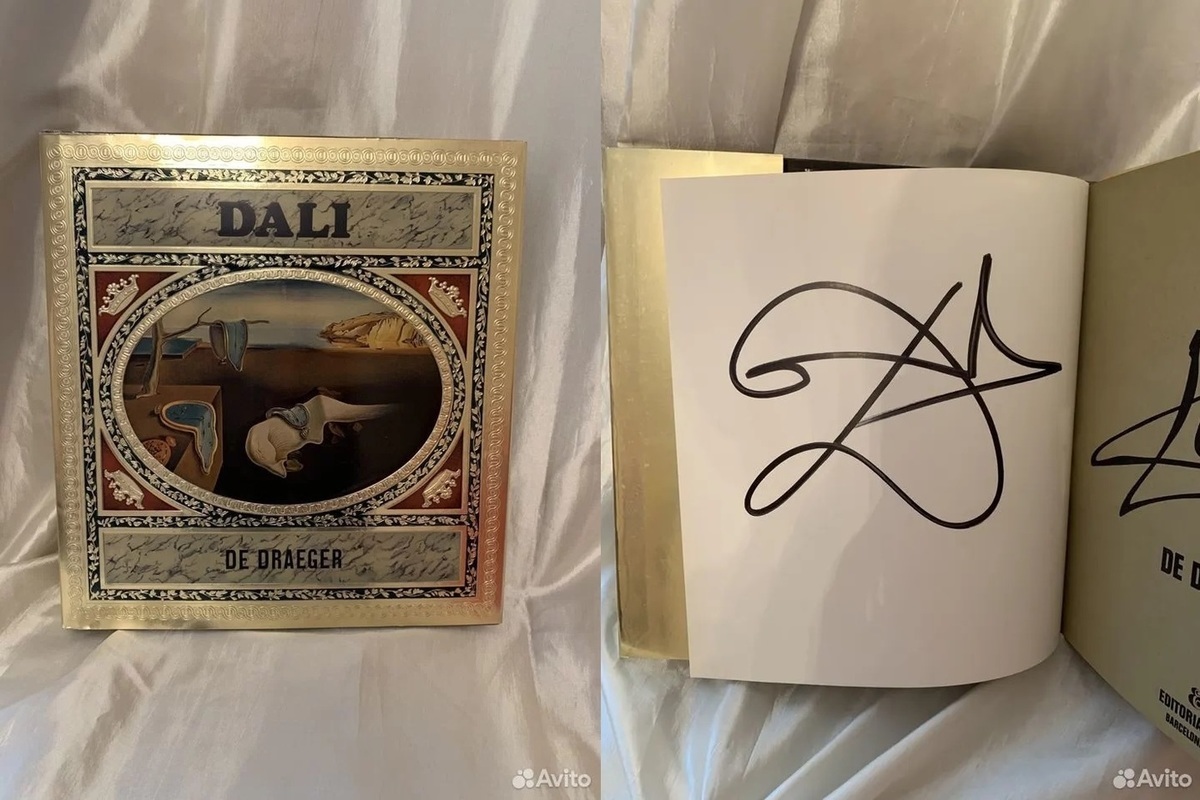 DALI
DE DRAEGER
DE D
EDITORIA
BARCELON
Avito
Avito